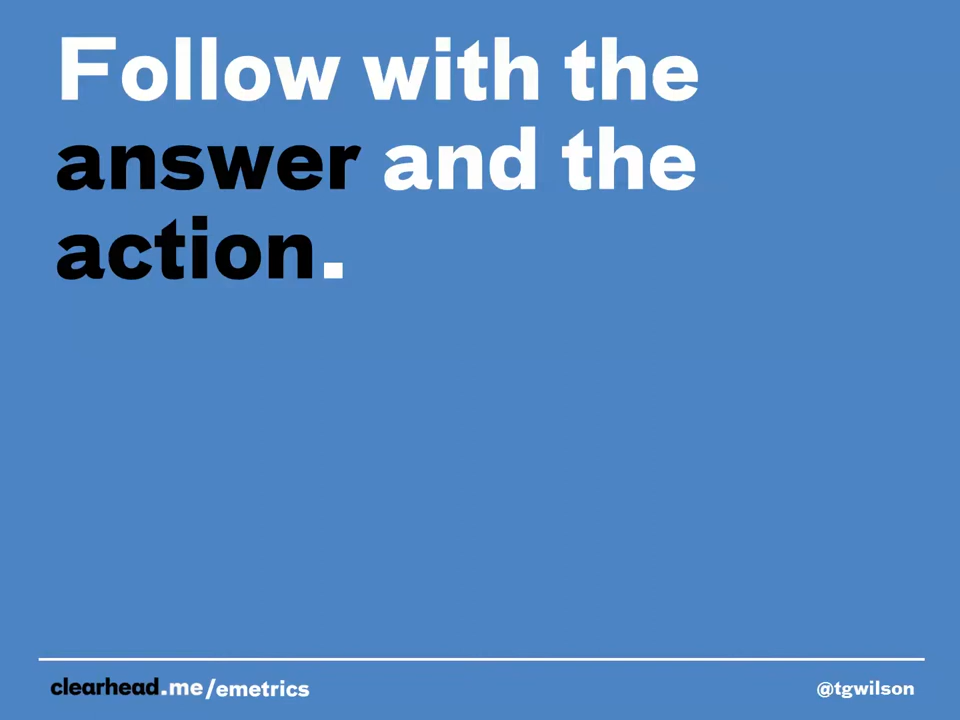 Follow with the
answer and the
action.
clearhead.me/emetrics
@tgwilson